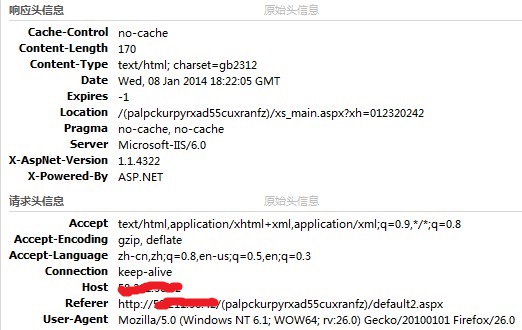 响应头信息 原始头信息
Cache-Control no-cache
Content-Length 170
Content-Type text/html; charset=gb2312
Date Wed, 08 Jan 2014 18:22:05 GMT
Expires -1
Location /(palpckurpyrxad55cuxranfz)/xs_main.aspx?xh=012320242
Pragma no-cache, no-cache
Server Microsoft-IIS/6.0
X-AspNet-Version 1.1.4322
X-Powered-By ASP.NET
请求头信息 原始头信息
Accept text/html,application/xhtml+xml,application/xml;q=0.9,*/*;q=0.8
Accept-Encoding gzip, deflate
Accept-Language zh-cn,zh;q=0.8,en-us;q=0.5,en;q=0.3
Connection keep-alive
Host
Referer http:// /(palpckurpyrxad55cuxranfz)/default2.aspx
User-Agent Mozilla/5.0 (Windows NT 6.1; WOW64; rv:26.0) Gecko/20100101 Firefox/26.0